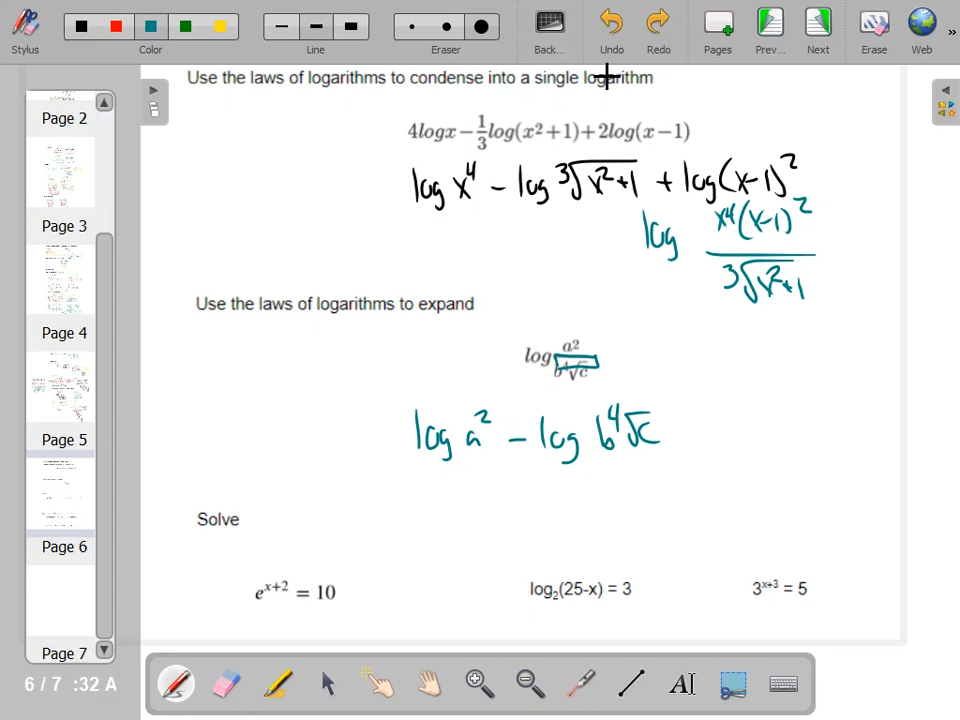 Stylus Color Line Eraser Back... Undo Redo Pages Prev... Next Erase Web »
Use the laws of logarithms to condense into a single logarithm
4logx − 1/3 log(x²+1)+2log(x−1)
log x⁴ − log ³√x²+1 + log(x-1)²
log x⁴(x-1)² / ³√x²+1
Use the laws of logarithms to expand
log a² / b⁴√c
log a² − log b⁴√c
Solve
eˣ⁺² = 10 log₂(25-x) = 3 3ˣ⁺³ = 5
Page 2
Page 3
Page 4
Page 5
Page 6
Page 7
6 / 7 :32 A